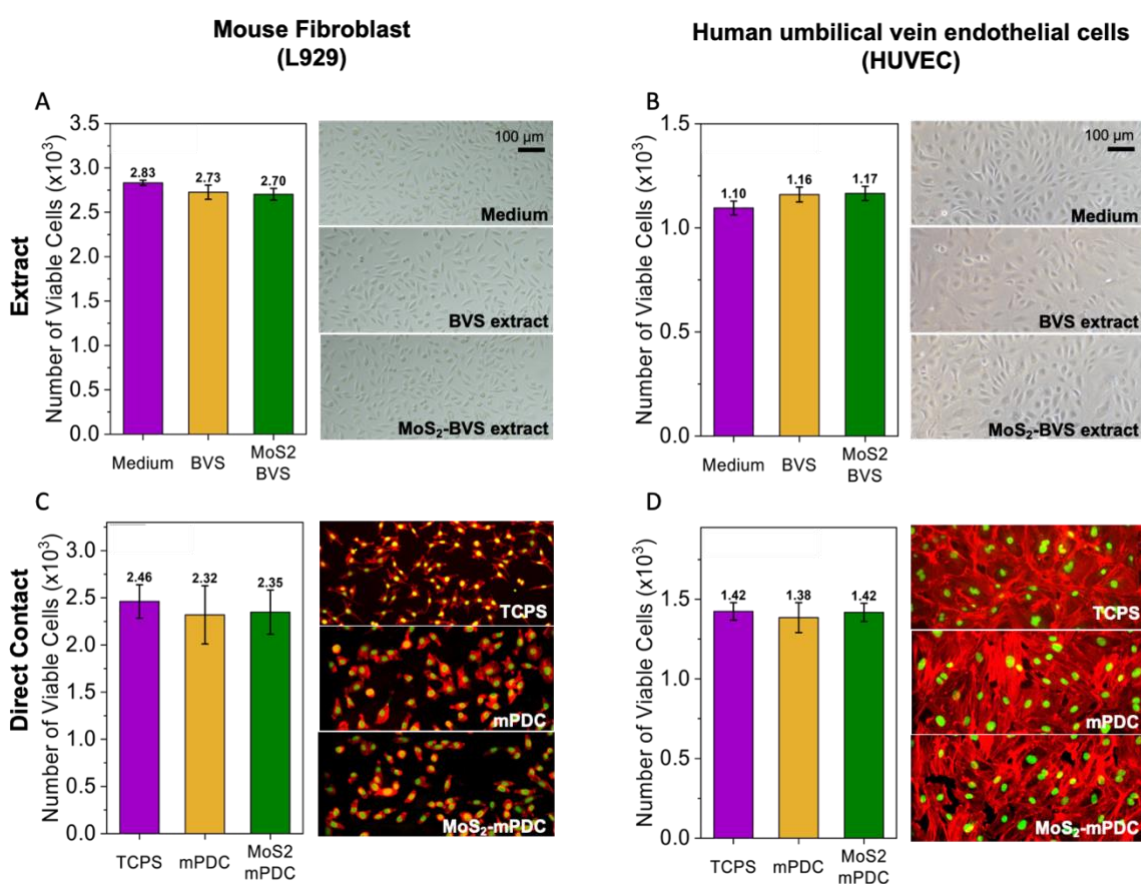 Mouse Fibroblast
(L929)
Human umbilical vein endothelial cells
(HUVEC)
Extract
A
Number of Viable Cells (x10³)
3.5
3.0
2.5
2.0
1.5
1.0
0.5
0.0
2.83
2.73
2.70
Medium
BVS
MoS2
BVS
100 μm
Medium
BVS extract
MoS₂-BVS extract
B
Number of Viable Cells (x10³)
1.5
1.0
0.5
0.0
1.10
1.16
1.17
Medium
BVS
MoS2
BVS
100 μm
Medium
BVS extract
MoS₂-BVS extract
Direct Contact
C
Number of Viable Cells (x10³)
3.0
2.5
2.0
1.5
1.0
0.5
0.0
2.46
2.32
2.35
TCPS
mPDC
MoS2
mPDC
TCPS
mPDC
MoS₂-mPDC
D
Number of Viable Cells (x10³)
1.5
1.0
0.5
0.0
1.42
1.38
1.42
TCPS
mPDC
MoS2
mPDC
TCPS
mPDC
MoS₂-mPDC